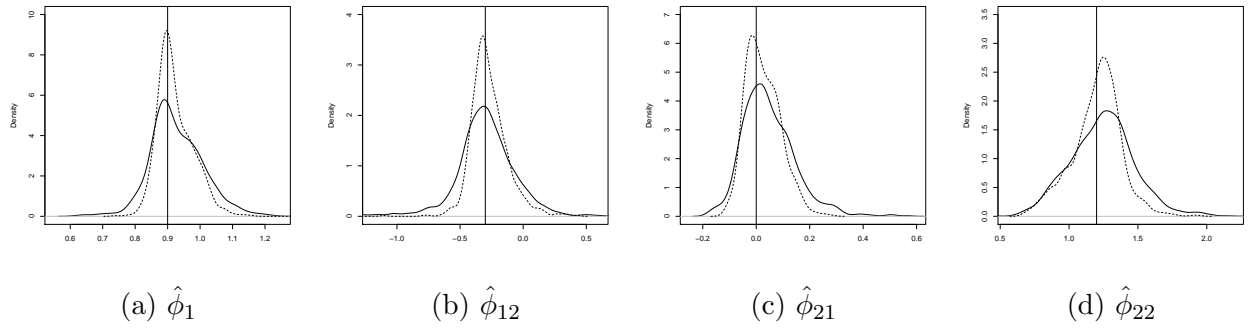 Density
0 2 4 6 8 10
0.6 0.7 0.8 0.9 1.0 1.1 1.2
Density
0 1 2 3 4
−1.0 −0.5 0.0 0.5
Density
0 1 2 3 4 5 6 7
−0.2 0.0 0.2 0.4 0.6
Density
0.0 0.5 1.0 1.5 2.0 2.5 3.0 3.5
0.5 1.0 1.5 2.0
(a) φ̂₁
(b) φ̂₁₂
(c) φ̂₂₁
(d) φ̂₂₂